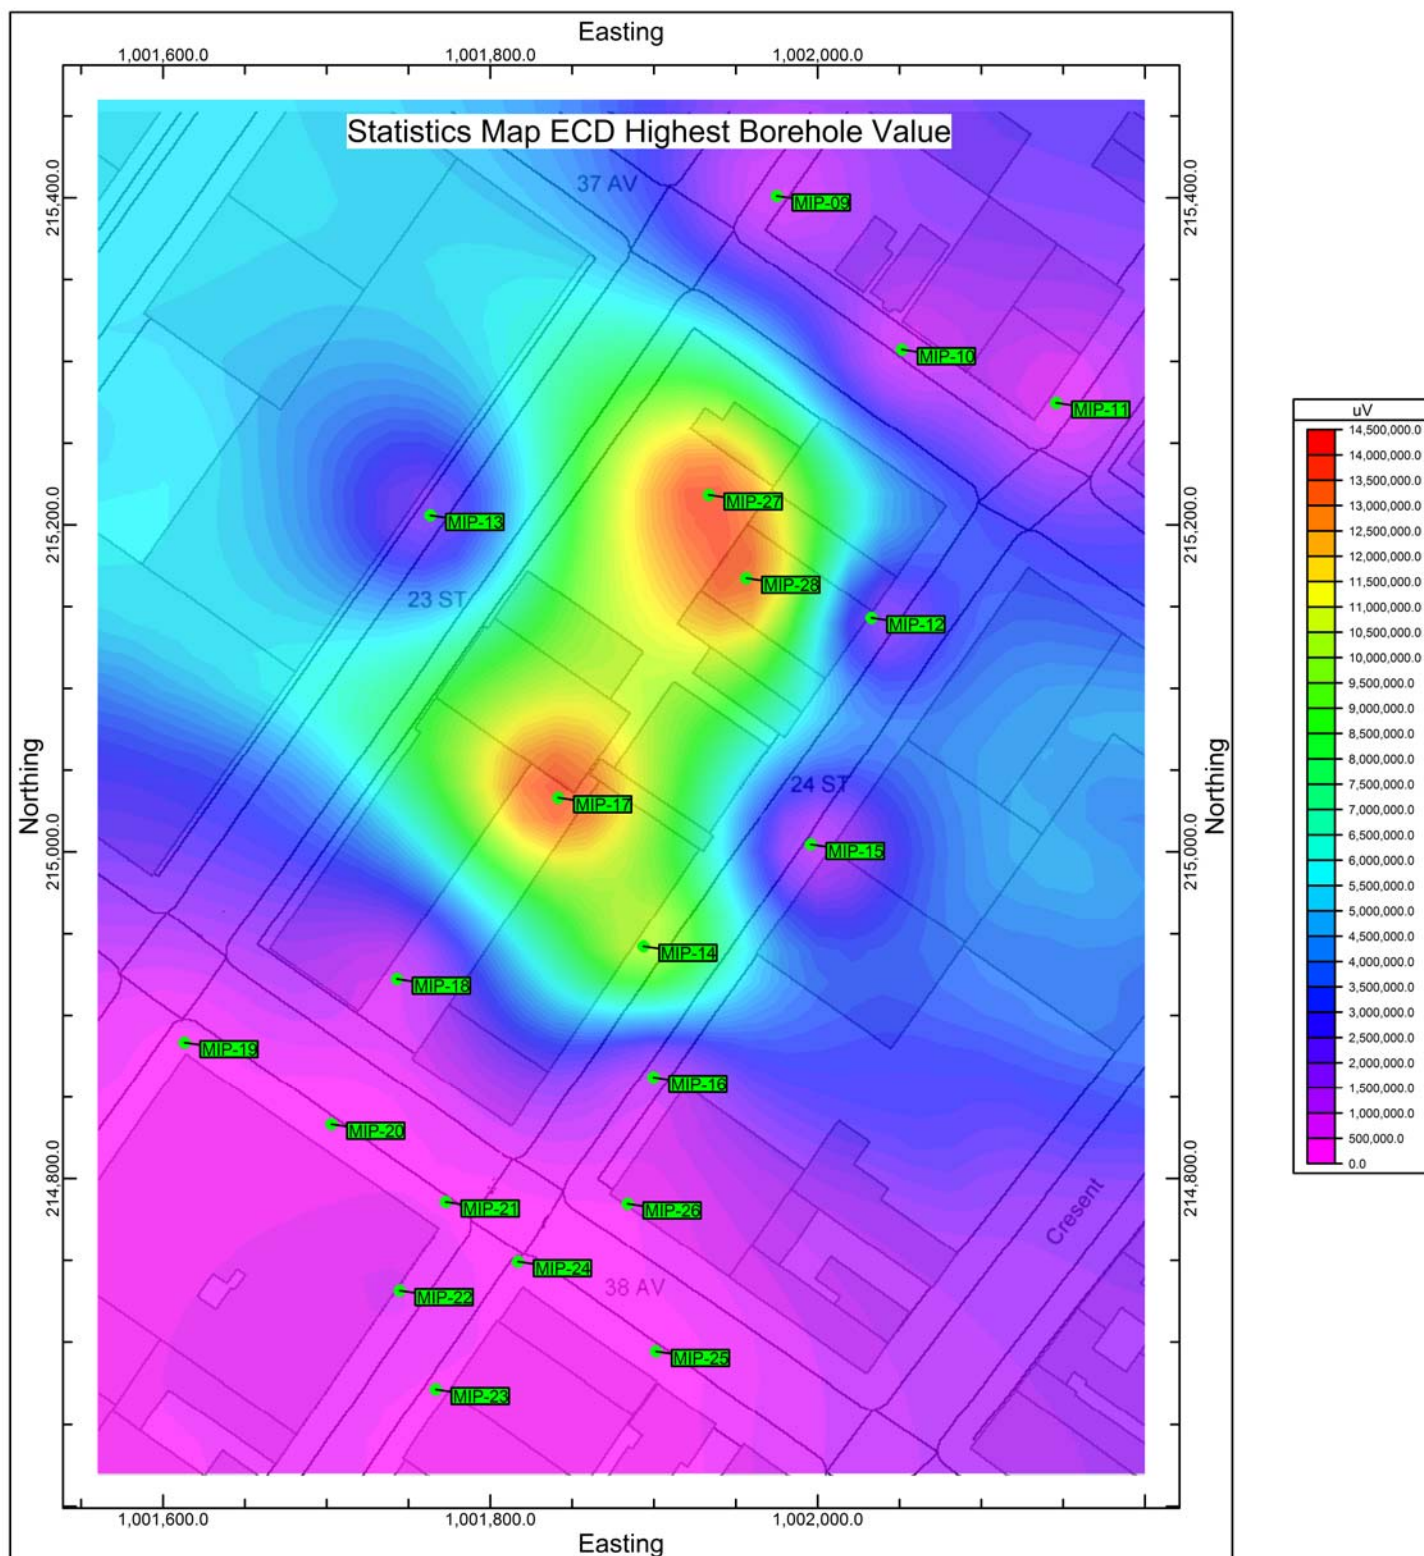 Easting
1,001,600.0 1,001,800.0 1,002,000.0
Statistics Map ECD Highest Borehole Value
37 AV
215,400.0
215,400.0
MIP-09
MIP-10
MIP-11
215,200.0
215,200.0
MIP-27
MIP-13
MIP-28
23 ST
MIP-12
Northing
Northing
24 ST
MIP-17
215,000.0
215,000.0
MIP-15
MIP-14
MIP-18
MIP-19
MIP-16
MIP-20
214,800.0
214,800.0
MIP-21
MIP-26
Cresent
MIP-24
38 AV
MIP-22
MIP-25
MIP-23
1,001,600.0 1,001,800.0 1,002,000.0
Easting
uV
14,500,000.0
14,000,000.0
13,500,000.0
13,000,000.0
12,500,000.0
12,000,000.0
11,500,000.0
11,000,000.0
10,500,000.0
10,000,000.0
9,500,000.0
9,000,000.0
8,500,000.0
8,000,000.0
7,500,000.0
7,000,000.0
6,500,000.0
6,000,000.0
5,500,000.0
5,000,000.0
4,500,000.0
4,000,000.0
3,500,000.0
3,000,000.0
2,500,000.0
2,000,000.0
1,500,000.0
1,000,000.0
500,000.0
0.0